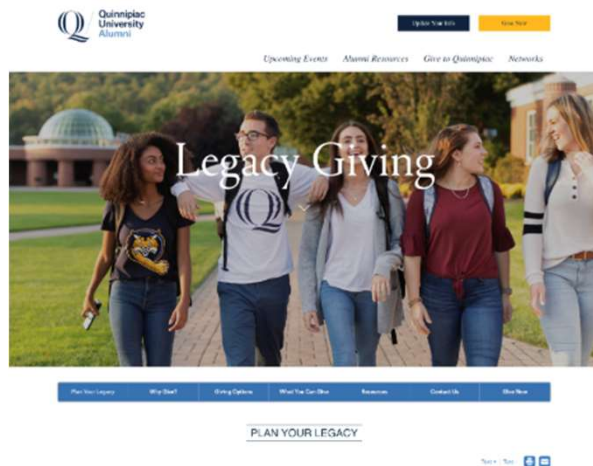 Quinnipiac
University
Alumni
Update Your Info
Give Now
Upcoming Events Alumni Resources Give to Quinnipiac Networks
Legacy Giving
Plan Your Legacy Why Give? Giving Options What You Can Give Resources Contact Us Give Now
PLAN YOUR LEGACY